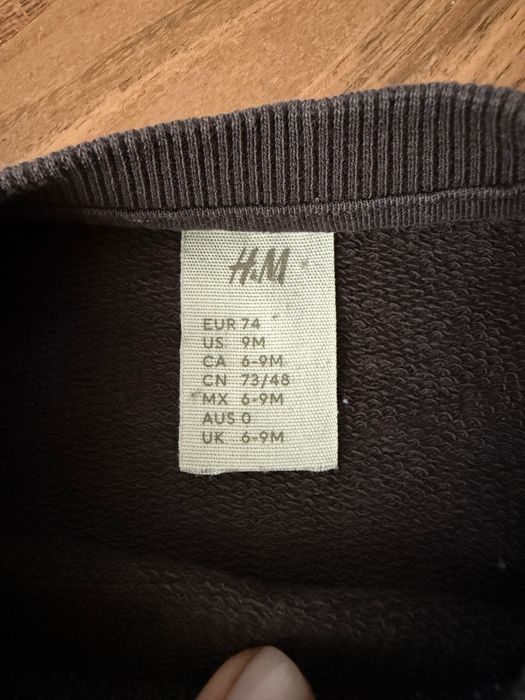 H&M
EUR 74
US 9M
CA 6-9M
CN 73/48
MX 6-9M
AUS 0
UK 6-9M